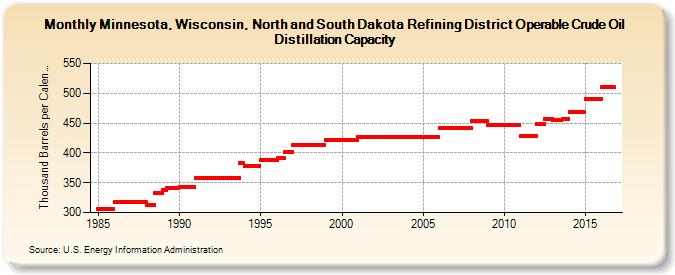 Monthly Minnesota, Wisconsin, North and South Dakota Refining District Operable Crude Oil
Distillation Capacity
Thousand Barrels per Calen...
550
500
450
400
350
300
1985 1990 1995 2000 2005 2010 2015
Source: U.S. Energy Information Administration